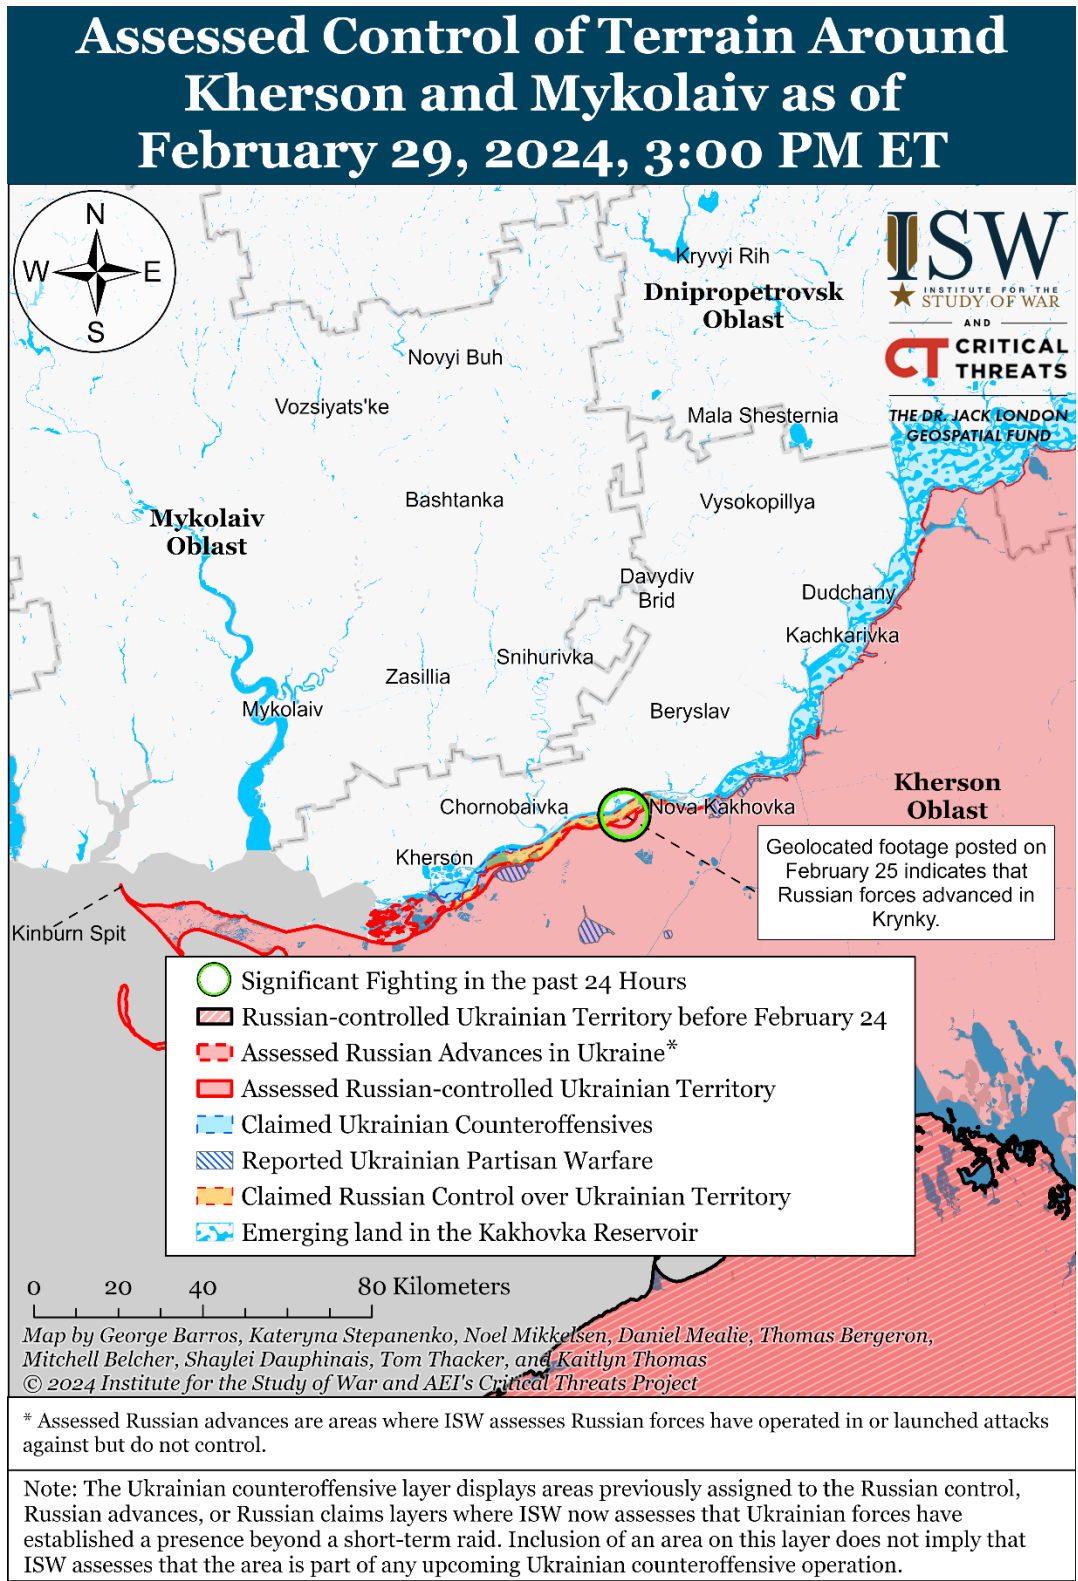 Assessed Control of Terrain Around
Kherson and Mykolaiv as of
February 29, 2024, 3:00 PM ET
N
W E
S
ISW
INSTITUTE FOR THE
STUDY OF WAR
AND
CT CRITICAL
THREATS
THE DR. JACK LONDON
GEOSPATIAL FUND
Kryvyi Rih
Dnipropetrovsk
Oblast
Novyi Buh
Vozsiyats'ke
Mala Shesternia
Bashtanka
Vysokopillya
Mykolaiv
Oblast
Davydiv
Brid
Dudchany
Kachkarivka
Snihurivka
Zasillia
Mykolaiv
Beryslav
Kherson
Oblast
Chornobaivka
Nova Kakhovka
Kherson
Geolocated footage posted on
February 25 indicates that
Russian forces advanced in
Krynky.
Kinburn Spit
Significant Fighting in the past 24 Hours
Russian-controlled Ukrainian Territory before February 24
Assessed Russian Advances in Ukraine*
Assessed Russian-controlled Ukrainian Territory
Claimed Ukrainian Counteroffensives
Reported Ukrainian Partisan Warfare
Claimed Russian Control over Ukrainian Territory
Emerging land in the Kakhovka Reservoir
0 20 40 80 Kilometers
Map by George Barros, Kateryna Stepanenko, Noel Mikkelsen, Daniel Mealie, Thomas Bergeron,
Mitchell Belcher, Shaylei Dauphinais, Tom Thacker, and Kaitlyn Thomas
© 2024 Institute for the Study of War and AEI's Critical Threats Project
* Assessed Russian advances are areas where ISW assesses Russian forces have operated in or launched attacks
against but do not control.
Note: The Ukrainian counteroffensive layer displays areas previously assigned to the Russian control,
Russian advances, or Russian claims layers where ISW now assesses that Ukrainian forces have
established a presence beyond a short-term raid. Inclusion of an area on this layer does not imply that
ISW assesses that the area is part of any upcoming Ukrainian counteroffensive operation.